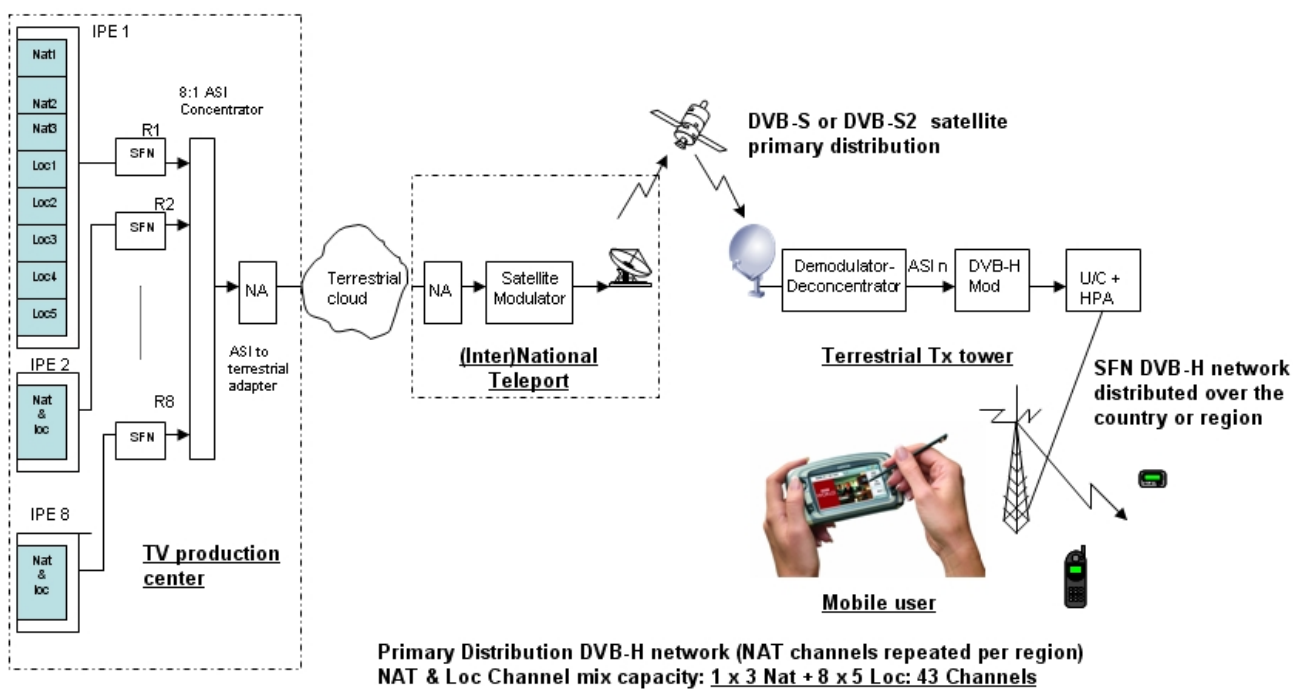 IPE 1
Nat1
Nat2
Nat3
Loc1
Loc2
Loc3
Loc4
Loc5
IPE 2
Nat
&
loc
IPE 8
Nat
&
loc
R1
SFN
R2
SFN
R8
SFN
8:1 ASI
Concentrator
NA
ASI to
terrestrial
adapter
TV production
center
Terrestrial
cloud
NA
Satellite
Modulator
(Inter)National
Teleport
DVB-S or DVB-S2 satellite
primary distribution
Demodulator-
Deconcentrator
ASI n
DVB-H
Mod
U/C +
HPA
Terrestrial Tx tower
SFN DVB-H network
distributed over the
country or region
Mobile user
Primary Distribution DVB-H network (NAT channels repeated per region)
NAT & Loc Channel mix capacity: 1 x 3 Nat + 8 x 5 Loc: 43 Channels